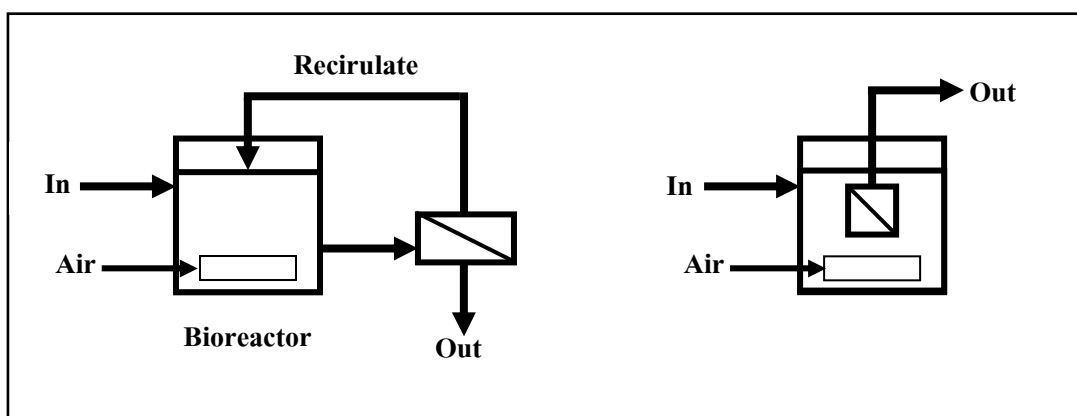 Recirulate
In
Air
Bioreactor
Out
Out
In
Air